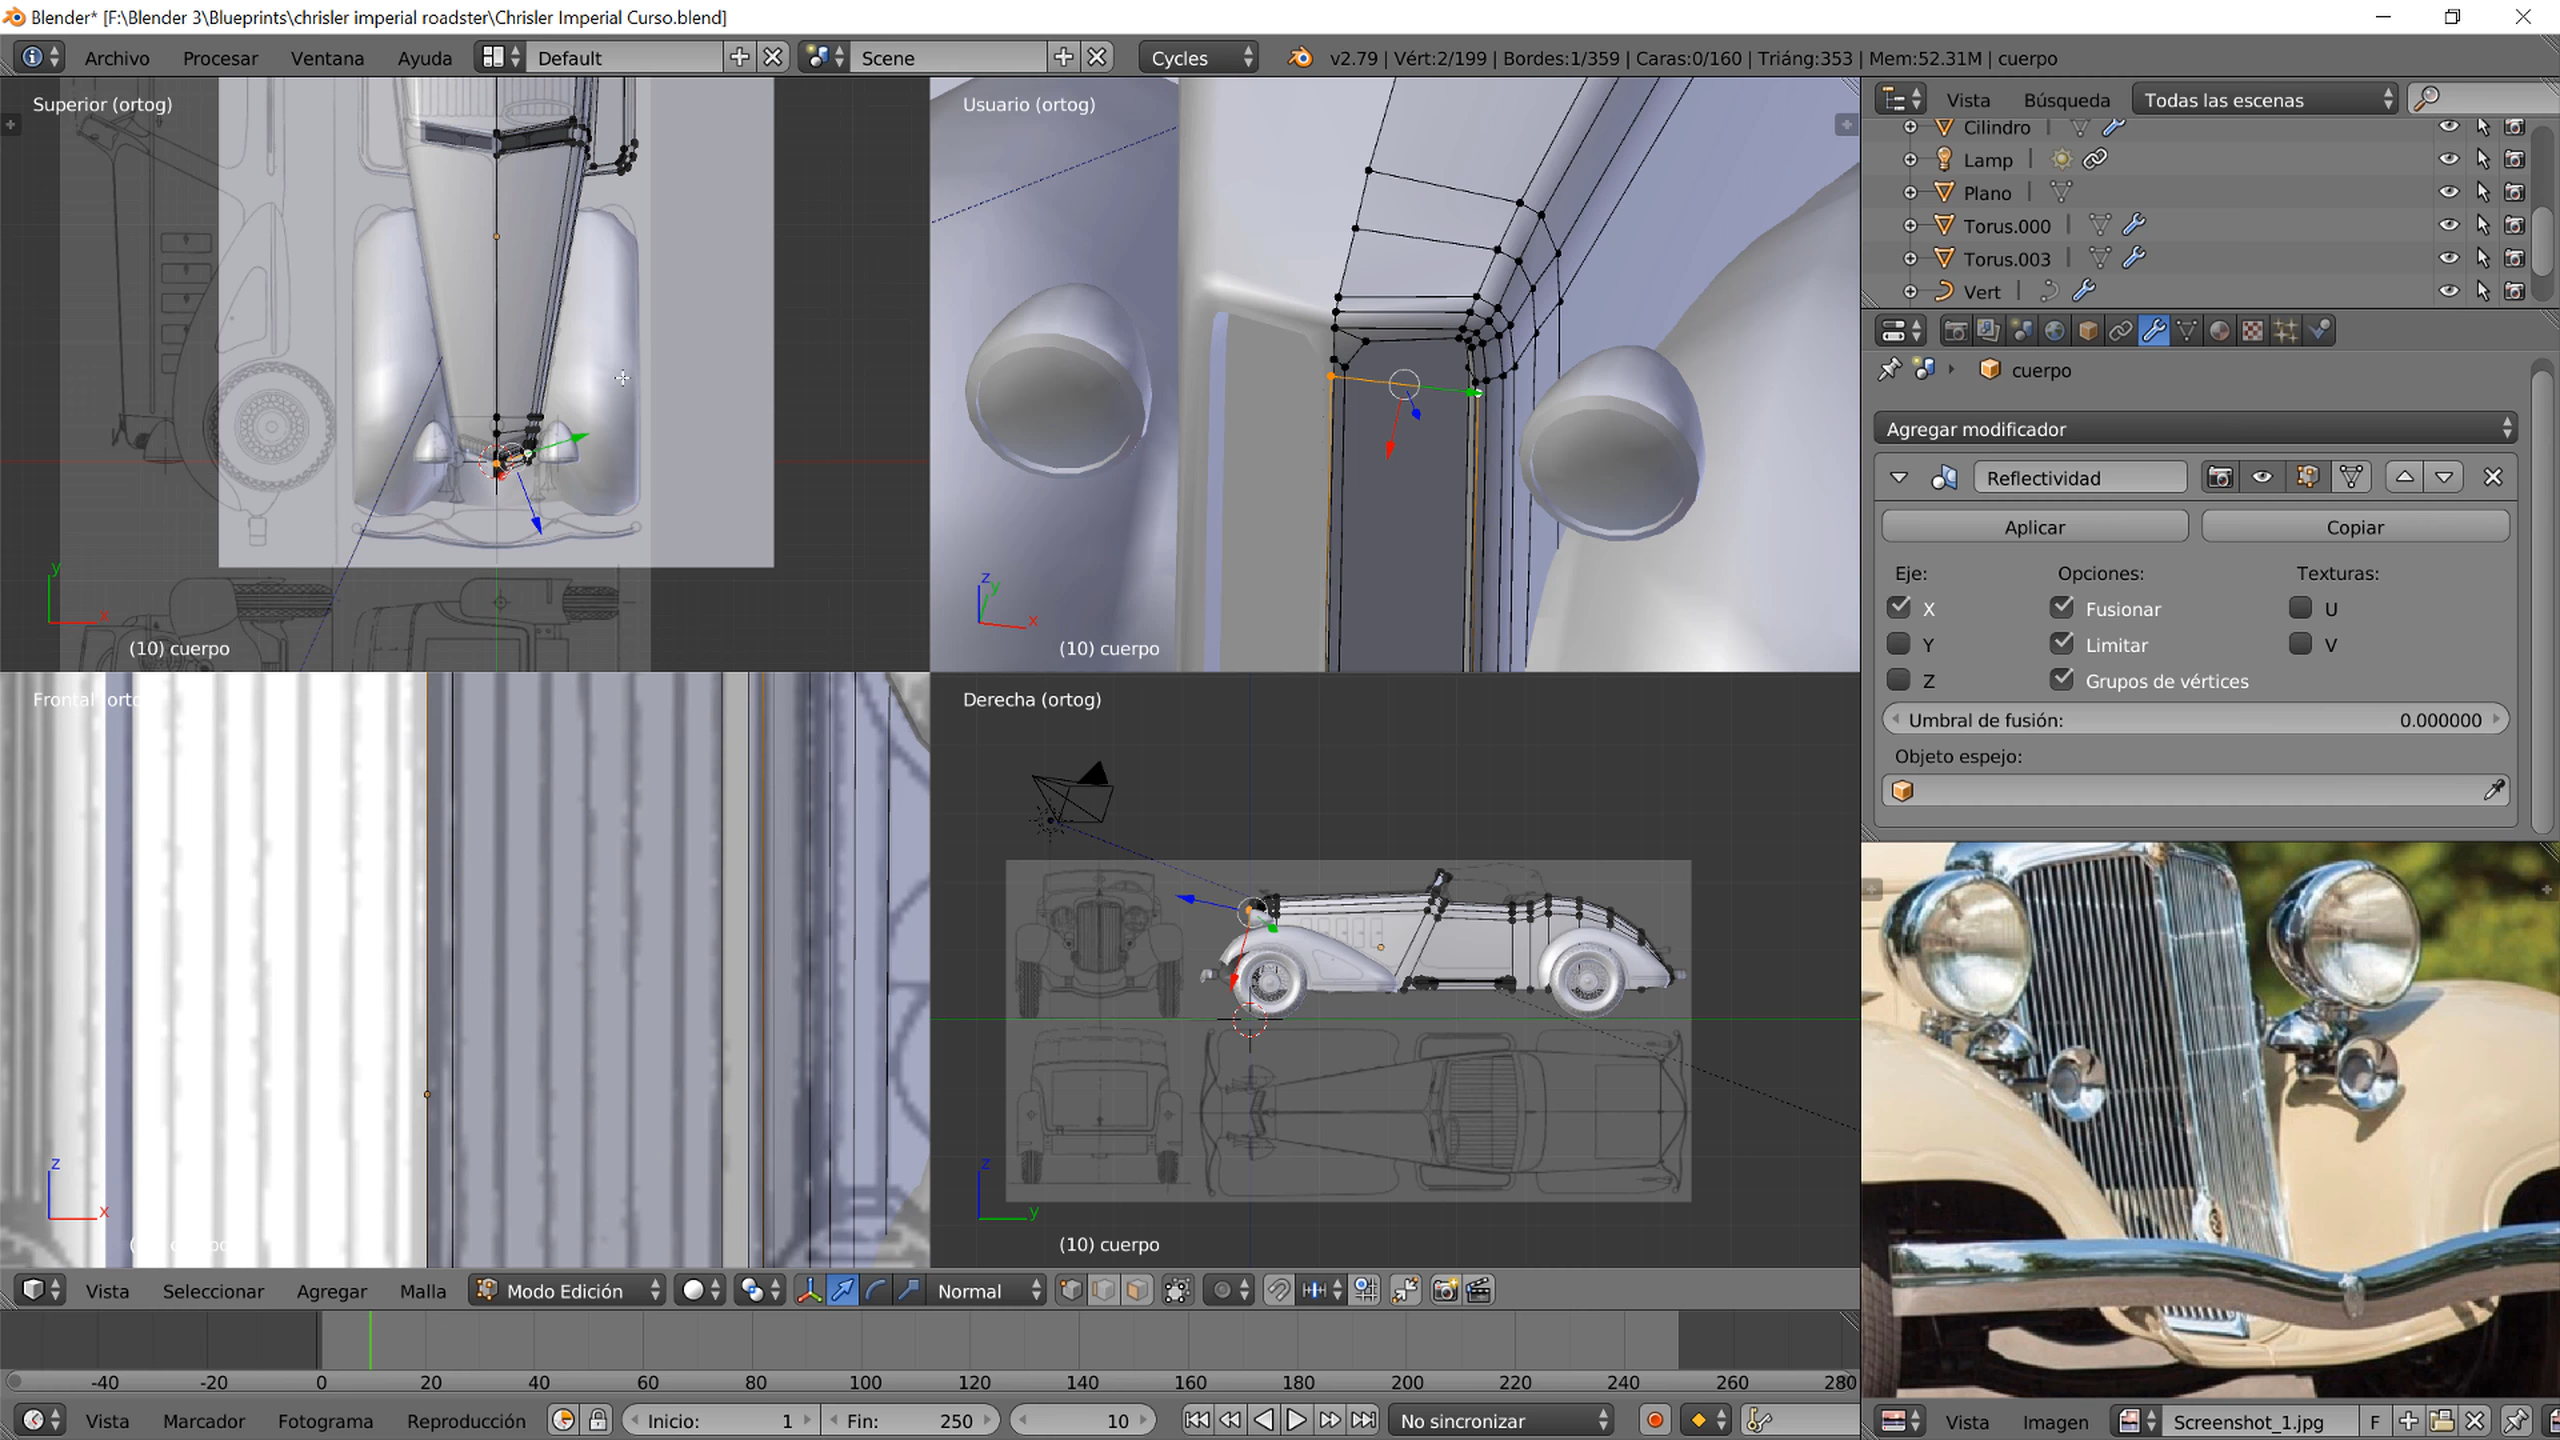 Blender* [F:\Blender 3\Blueprints\chrisler imperial roadster\Chrisler Imperial Curso.blend]
Archivo Procesar Ventana Ayuda Default Scene Cycles v2.79 | Vért:2/199 | Bordes:1/359 | Caras:0/160 | Triáng:353 | Mem:52.31M | cuerpo
Superior (ortog)
y
x
(10) cuerpo
Usuario (ortog)
z
y
x
(10) cuerpo
Frontal (orto
z
x
Derecha (ortog)
z
y
(10) cuerpo
Vista Búsqueda Todas las escenas
Cilindro
Lamp
Plano
Torus.000
Torus.003
Vert
cuerpo
Agregar modificador
Reflectividad
Aplicar Copiar
Eje: Opciones: Texturas:
X Fusionar U
Y Limitar V
Z Grupos de vértices
Umbral de fusión: 0.000000
Objeto espejo:
Vista Seleccionar Agregar Malla Modo Edición Normal
-40 -20 0 20 40 60 80 100 120 140 160 180 200 220 240 260 280
Vista Marcador Fotograma Reproducción Inicio: 1 Fin: 250 10 No sincronizar
Vista Imagen Screenshot_1.jpg F